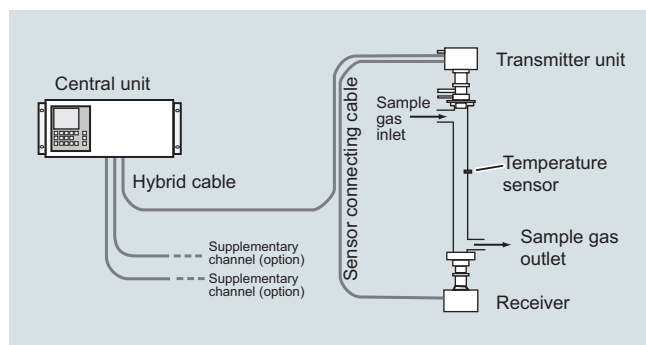 Central unit
Hybrid cable
Supplementary
channel (option)
Supplementary
channel (option)
Sensor connecting cable
Transmitter unit
Sample
gas
inlet
Temperature
sensor
Sample gas
outlet
Receiver